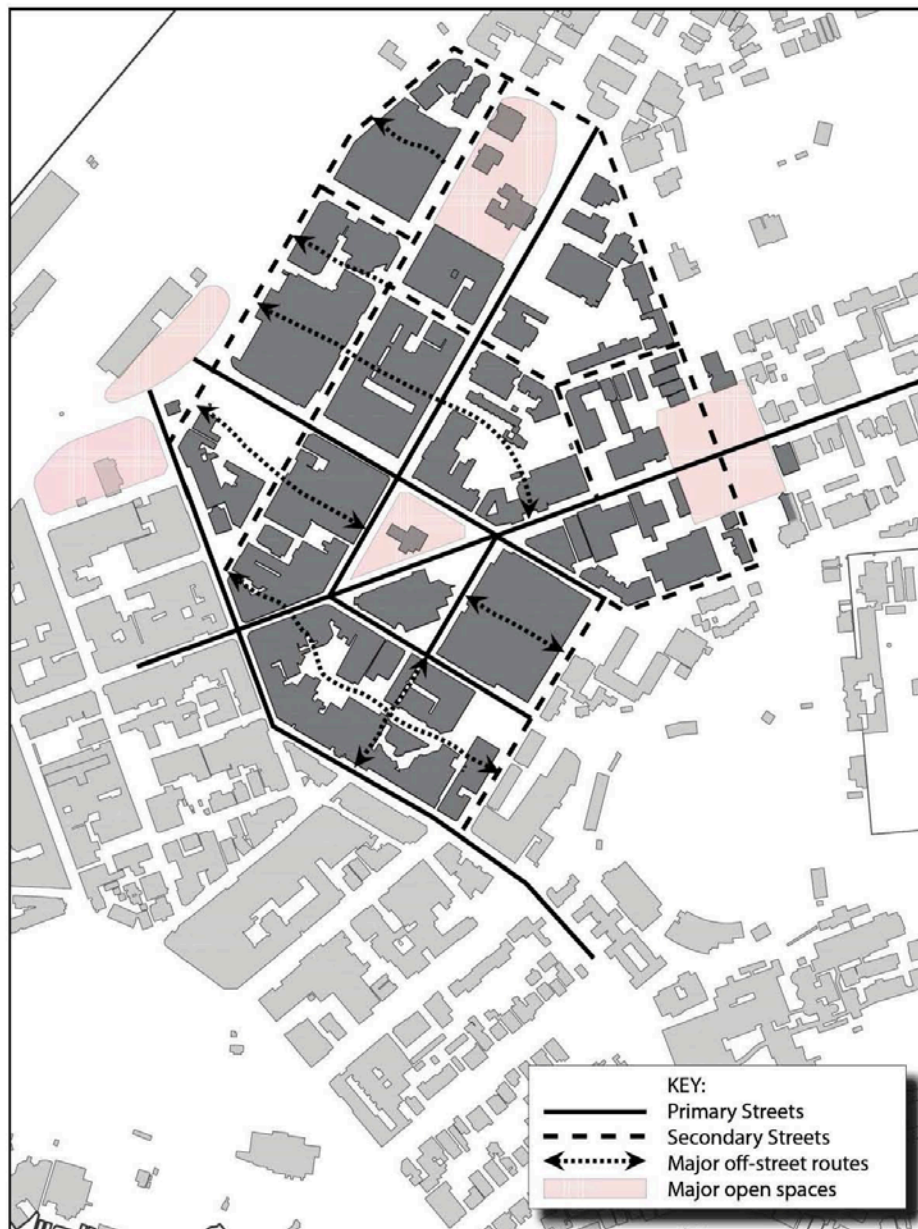 KEY:
Primary Streets
Secondary Streets
Major off-street routes
Major open spaces